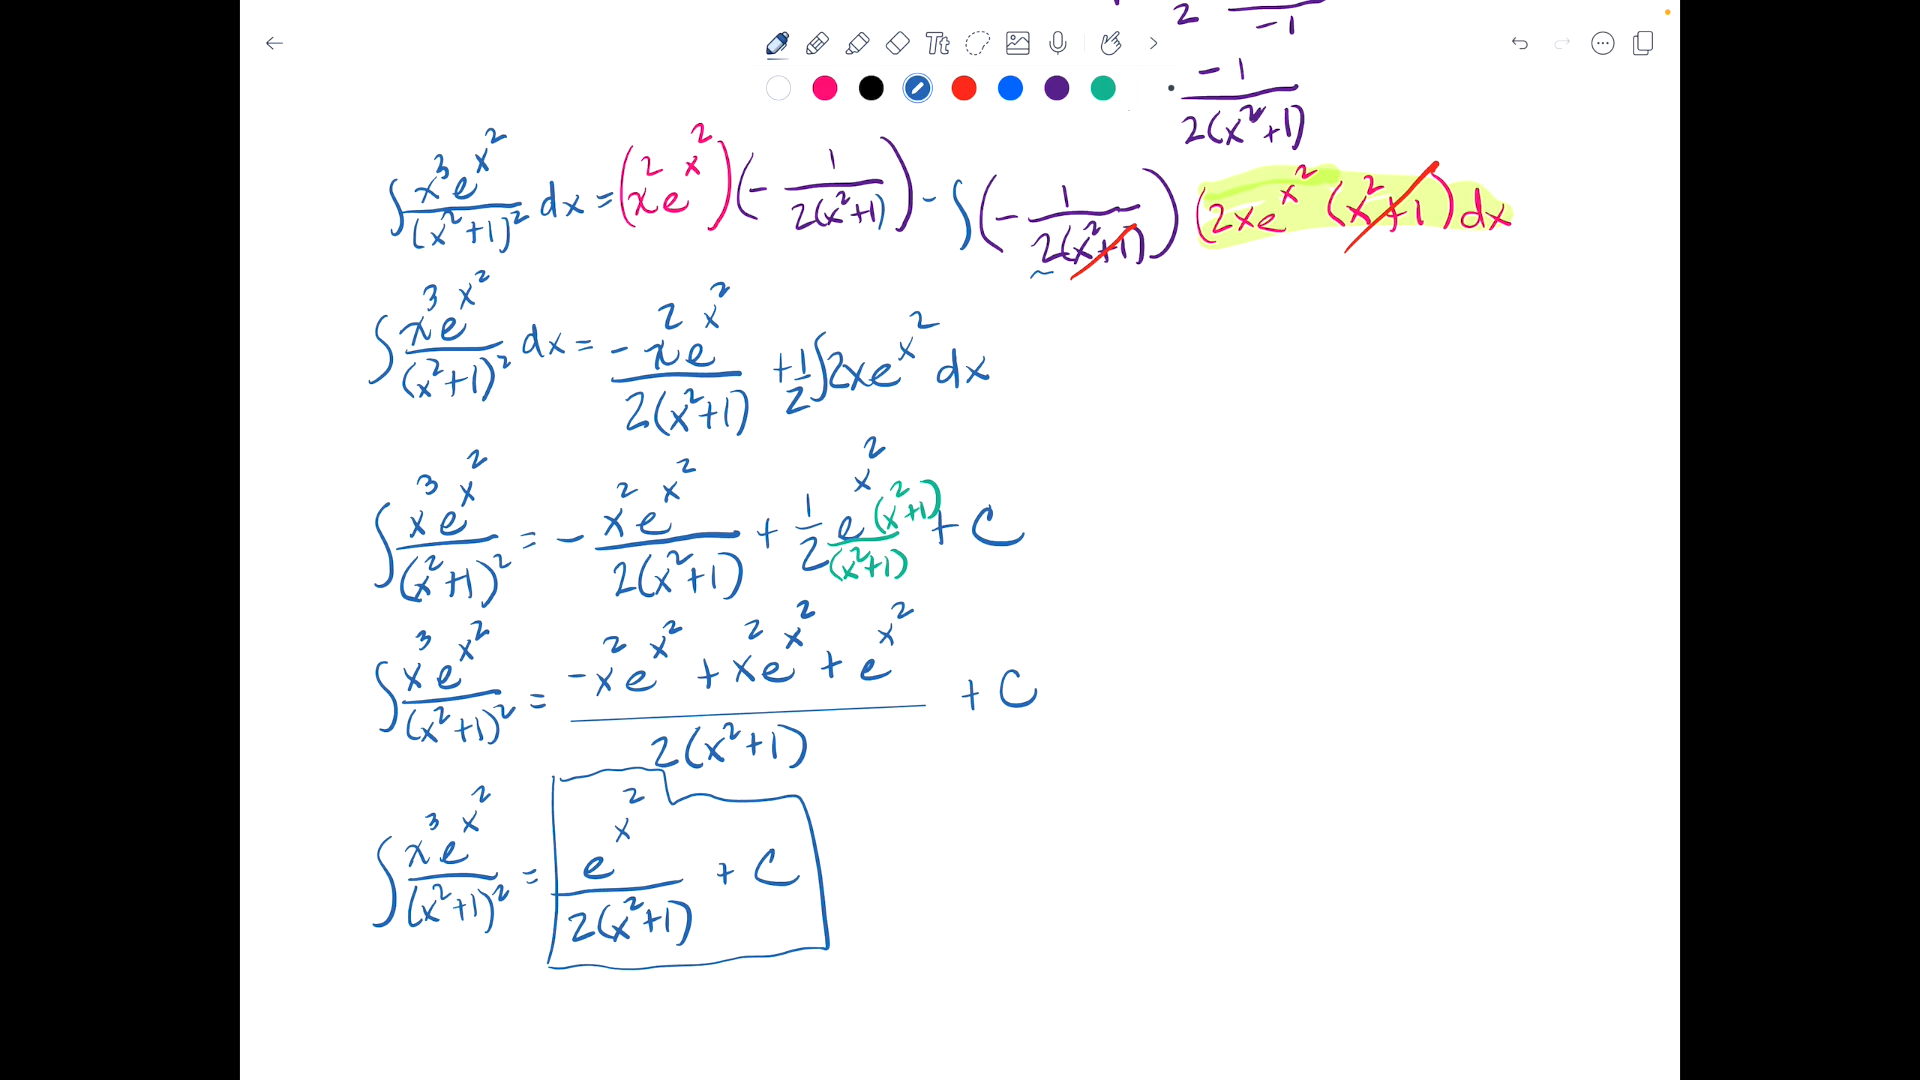 2 -1
-1/2(x²+1)
Tt
∫ x³e^x²/(x²+1)² dx = (x²e^x²)(- 1/2(x²+1)) - ∫(- 1/2(x²+1)) (2xe^x² (x²+1) dx
∫ x³e^x²/(x²+1)² dx = -x²e^x²/2(x²+1) + 1/2 ∫ 2xe^x² dx
∫ x³e^x²/(x²+1)² = - x²e^x²/2(x²+1) + 1/2 e^x² (x²+1)/(x²+1) + C
∫ x³e^x²/(x²+1)² = -x²e^x² + x²e^x² + e^x²/2(x²+1) + C
∫ x³e^x²/(x²+1)² = e^x²/2(x²+1) + C